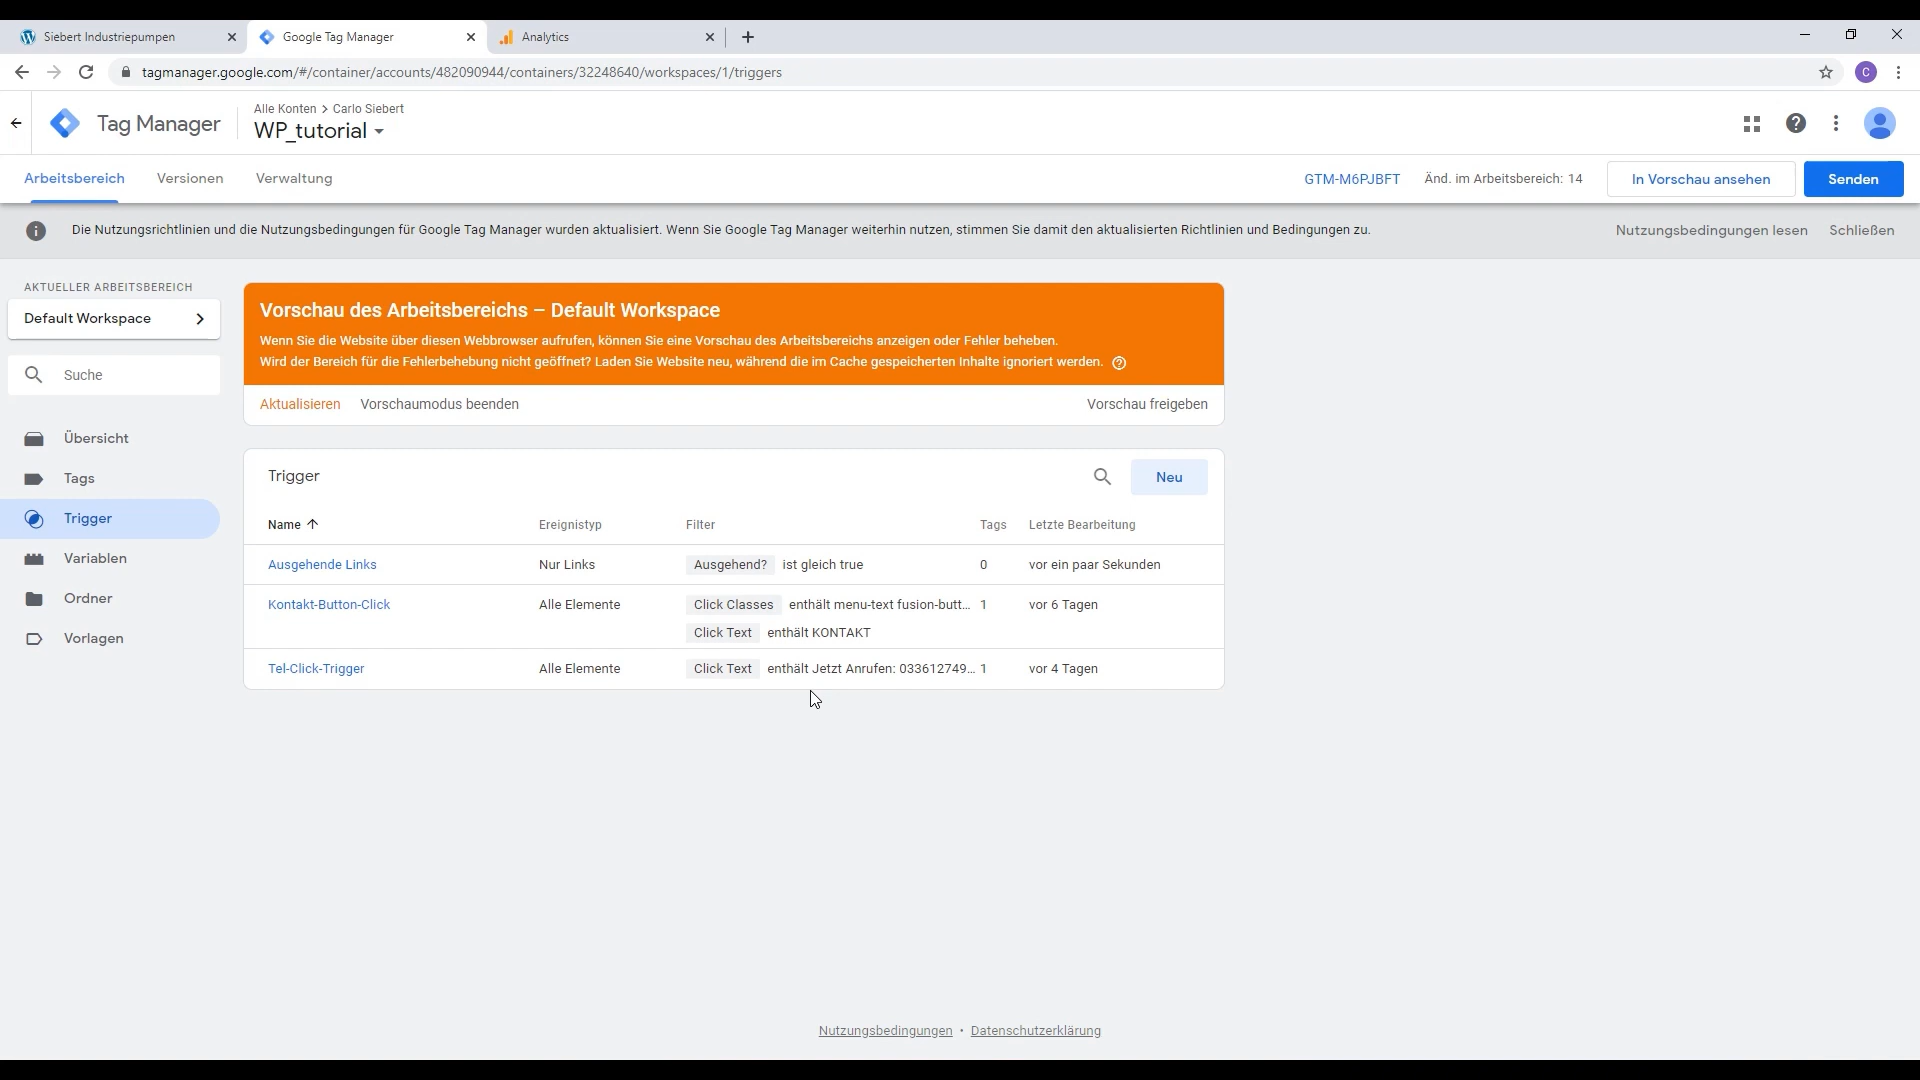 Siebert Industriepumpen
Google Tag Manager
Analytics
tagmanager.google.com/#/container/accounts/482090944/containers/32248640/workspaces/1/triggers
C
Tag Manager
Alle Konten > Carlo Siebert
WP_tutorial
Arbeitsbereich
Versionen
Verwaltung
GTM-M6PJBFT
Änd. im Arbeitsbereich: 14
In Vorschau ansehen
Senden
Die Nutzungsrichtlinien und die Nutzungsbedingungen für Google Tag Manager wurden aktualisiert. Wenn Sie Google Tag Manager weiterhin nutzen, stimmen Sie damit den aktualisierten Richtlinien und Bedingungen zu.
Nutzungsbedingungen lesen
Schließen
AKTUELLER ARBEITSBEREICH
Default Workspace
Suche
Übersicht
Tags
Trigger
Variablen
Ordner
Vorlagen
Vorschau des Arbeitsbereichs – Default Workspace
Wenn Sie die Website über diesen Webbrowser aufrufen, können Sie eine Vorschau des Arbeitsbereichs anzeigen oder Fehler beheben.
Wird der Bereich für die Fehlerbehebung nicht geöffnet? Laden Sie Website neu, während die im Cache gespeicherten Inhalte ignoriert werden.
Aktualisieren
Vorschaumodus beenden
Vorschau freigeben
Trigger
Neu
Name Ereignistyp Filter Tags Letzte Bearbeitung
Ausgehende Links Nur Links Ausgehend? ist gleich true 0 vor ein paar Sekunden
Kontakt-Button-Click Alle Elemente Click Classes enthält menu-text fusion-butt... 1 vor 6 Tagen
Click Text enthält KONTAKT
Tel-Click-Trigger Alle Elemente Click Text enthält Jetzt Anrufen: 033612749... 1 vor 4 Tagen
Nutzungsbedingungen • Datenschutzerklärung